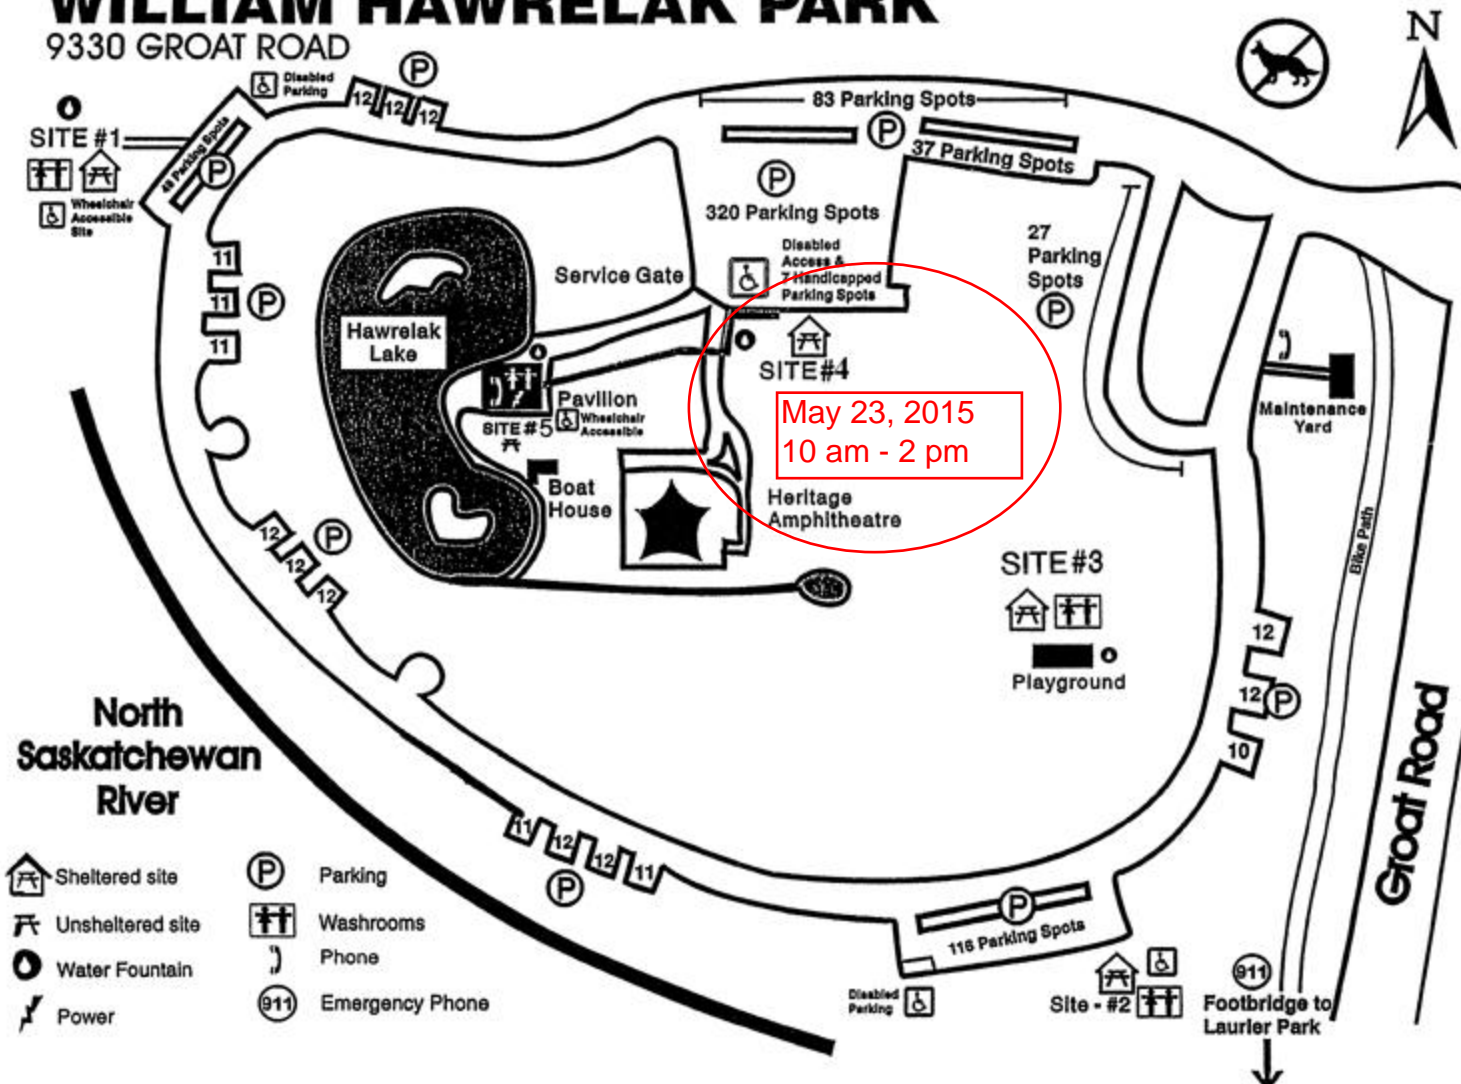 WILLIAM HAWRELAK PARK
9330 GROAT ROAD
N
Disabled
Parking
P
12
12
12
SITE #1
48 Parking Spots
P
Wheelchair
Accessible
Site
83 Parking Spots
P
37 Parking Spots
P
320 Parking Spots
Disabled
Access &
7 Handicapped
Parking Spots
27
Parking
Spots
P
Service Gate
11
11
P
11
Hawrelak
Lake
SITE #4
May 23, 2015
10 am - 2 pm
Pavilion
Wheelchair
Accessible
SITE #5
Boat
House
Heritage
Amphitheatre
Maintenance
Yard
Bike Path
12
P
12
12
SITE #3
Playground
12
12
P
10
North
Saskatchewan
River
Groat Road
11
12
12
11
P
P
116 Parking Spots
Disabled
Parking
Site - #2
911
Footbridge to
Laurier Park
Sheltered site
P Parking
Unsheltered site
Washrooms
Water Fountain
Phone
Power
911 Emergency Phone